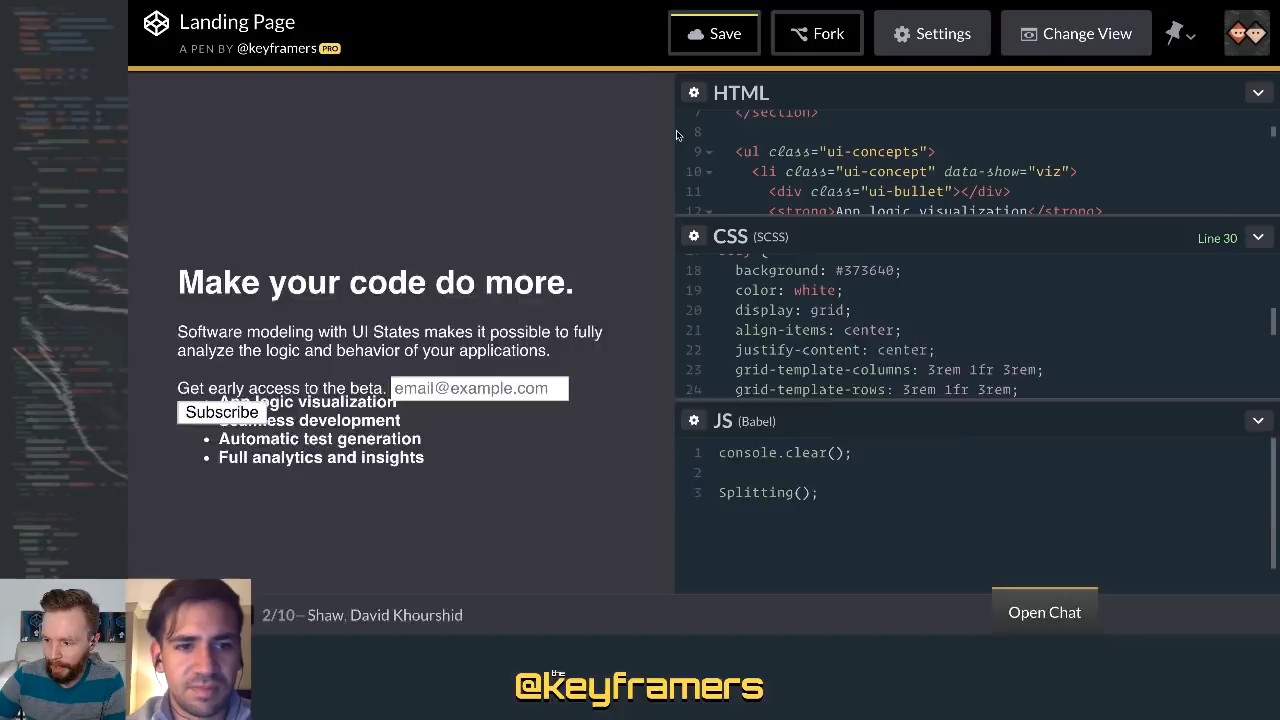 Landing Page
A PEN BY @keyframers PRO
Save
Fork
Settings
Change View
HTML
7 </section>
8
9 <ul class="ui-concepts">
10 <li class="ui-concept" data-show="viz">
11 <div class="ui-bullet"></div>
12 <strong>App logic visualization</strong>
CSS (SCSS)
Line 30
18 background: #373640;
19 color: white;
20 display: grid;
21 align-items: center;
22 justify-content: center;
23 grid-template-columns: 3rem 1fr 3rem;
24 grid-template-rows: 3rem 1fr 3rem;
JS (Babel)
1 console.clear();
2
3 Splitting();
Make your code do more.
Software modeling with UI States makes it possible to fully
analyze the logic and behavior of your applications.
Get early access to the beta. email@example.com
App logic visualization
Subscribe
Seamless development
• Automatic test generation
• Full analytics and insights
2/10— Shaw, David Khourshid
Open Chat
the
@keyframers